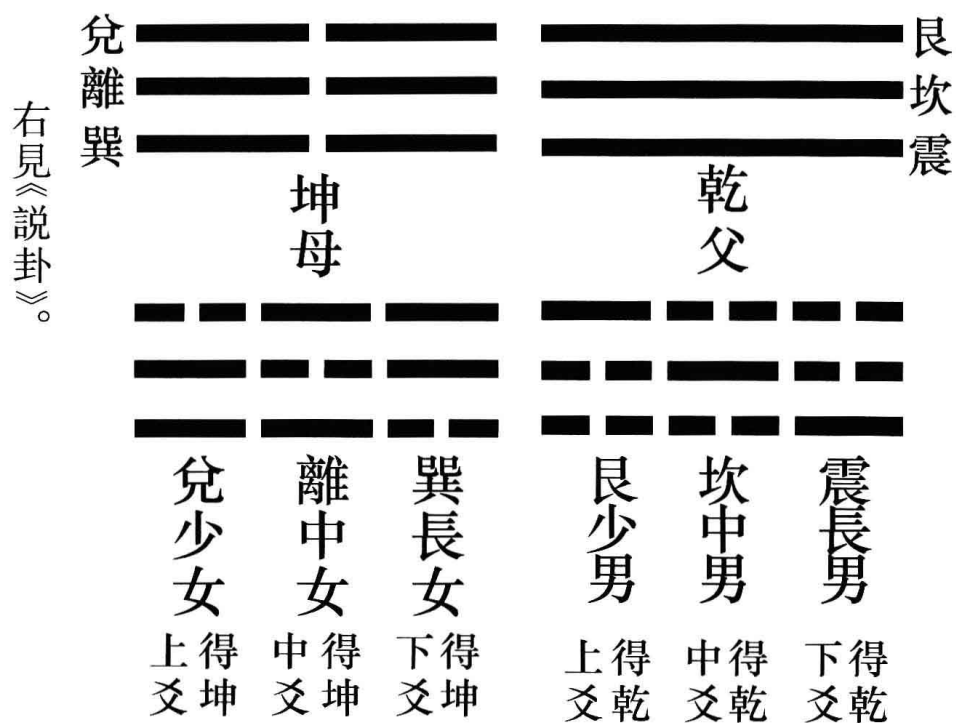 艮
坎
震
乾父
兌
離
巽
坤母
震長男
得乾
下爻
坎中男
得乾
中爻
艮少男
得乾
上爻
巽長女
得坤
下爻
離中女
得坤
中爻
兌少女
得坤
上爻
右見《説卦》。